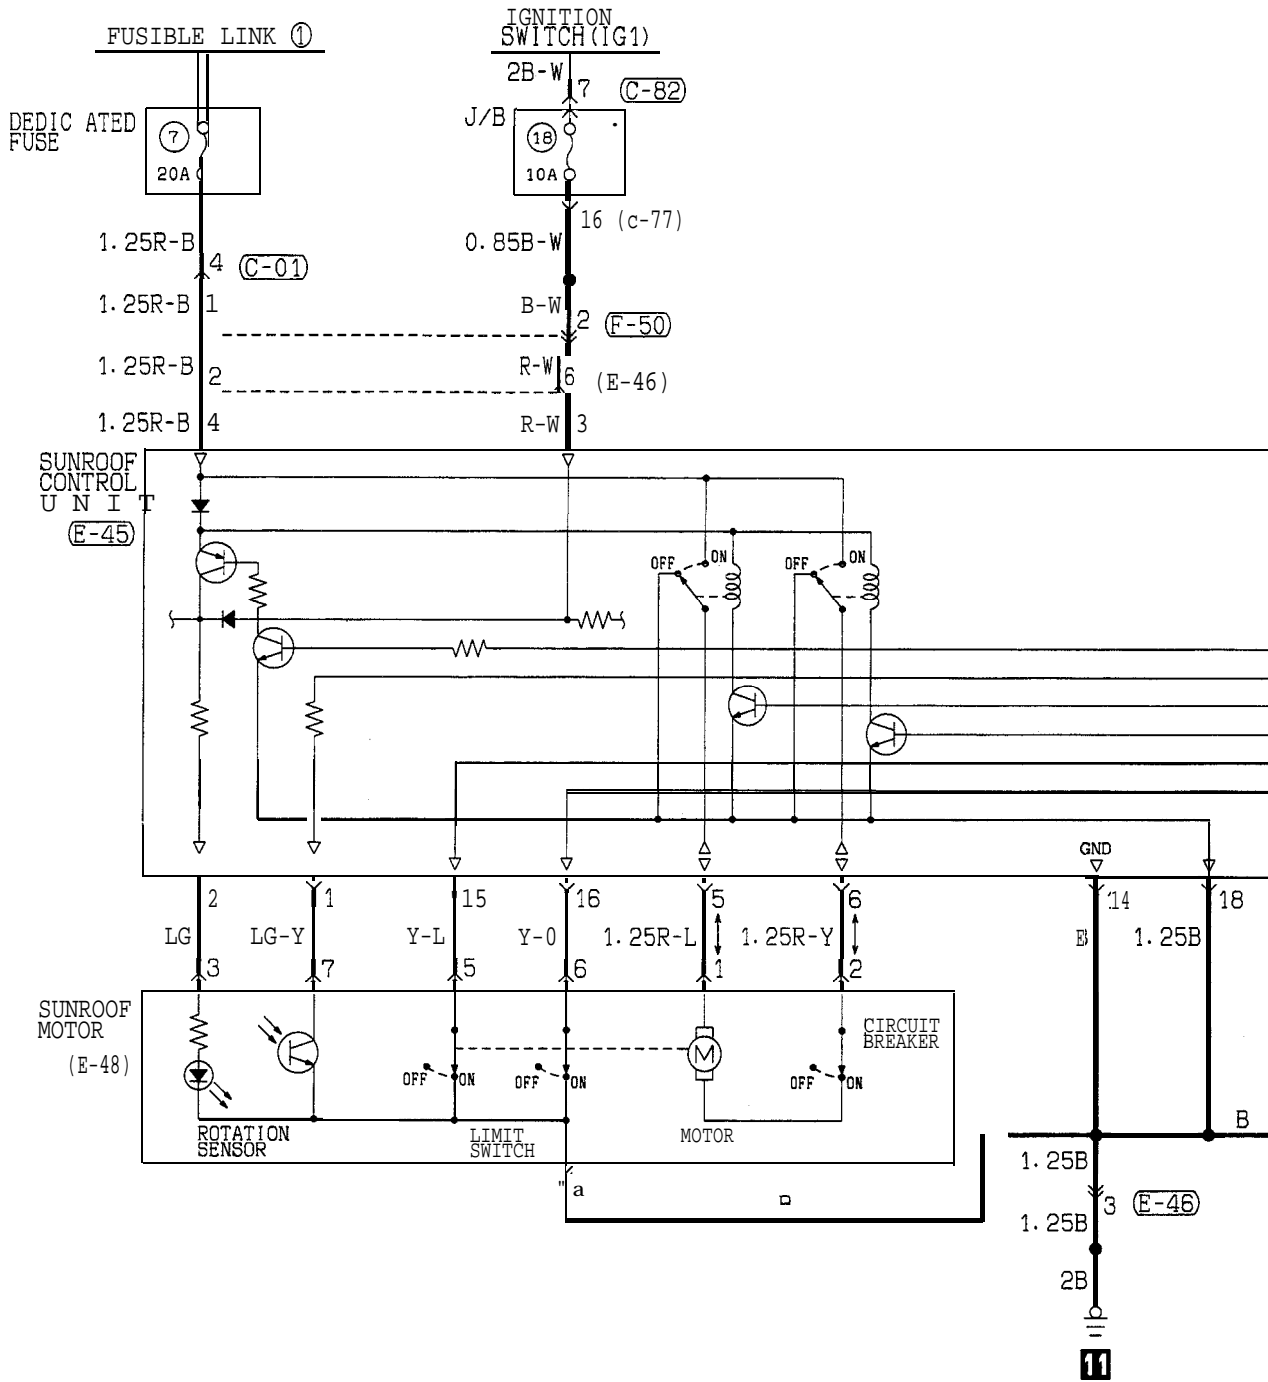 FUSIBLE LINK ①
IGNITION
SWITCH(IG1)
2B-W
7
C-82
J/B
DEDIC ATED
FUSE
7
20A
18
10A
16 (c-77)
1.25R-B
0.85B-W
4
C-01
1.25R-B
1
B-W
2
F-50
1.25R-B
2
R-W
6
(E-46)
1.25R-B
4
R-W
3
SUNROOF
CONTROL
U N I T
E-45
OFF
ON
OFF
ON
GND
2
1
15
16
5
6
14
18
LG
LG-Y
Y-L
Y-O
1.25R-L
1.25R-Y
B
1.25B
3
7
5
6
1
2
SUNROOF
MOTOR
(E-48)
CIRCUIT
BREAKER
M
OFF
ON
OFF
ON
OFF
ON
ROTATION
SENSOR
LIMIT
SWITCH
MOTOR
B
1.25B
"a
3
E-46
1.25B
2B
11